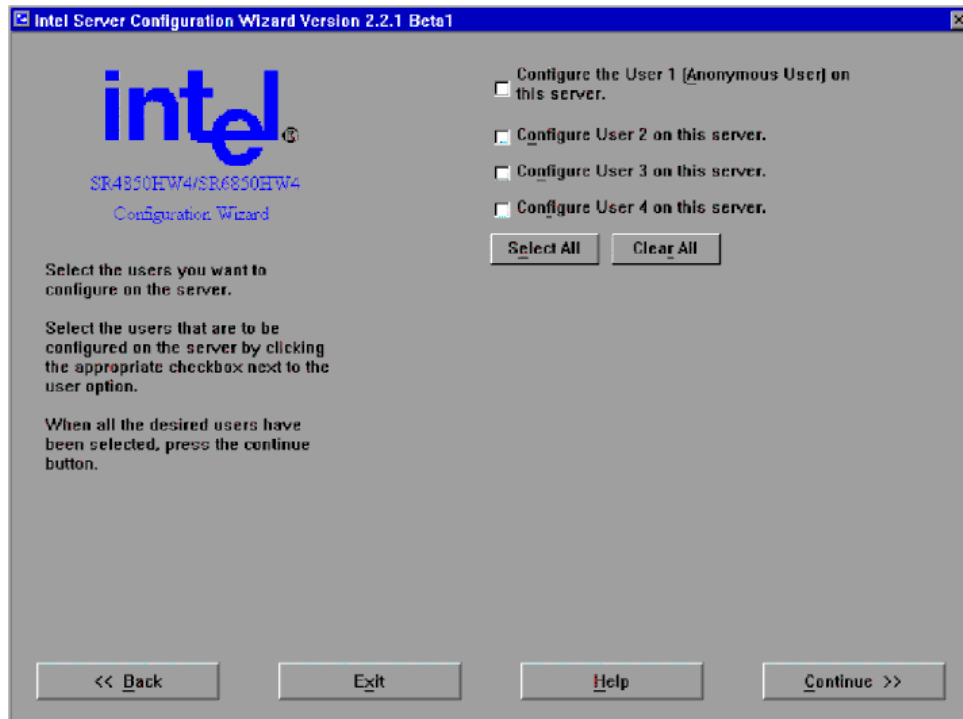 Intel Server Configuration Wizard Version 2.2.1 Beta1
intel®
SR4850HW4/SR6850HW4
Configuration Wizard
Select the users you want to
configure on the server.
Select the users that are to be
configured on the server by clicking
the appropriate checkbox next to the
user option.
When all the desired users have
been selected, press the continue
button.
Configure the User 1 (Anonymous User) on
this server.
Configure User 2 on this server.
Configure User 3 on this server.
Configure User 4 on this server.
Select All
Clear All
<< Back
Exit
Help
Continue >>